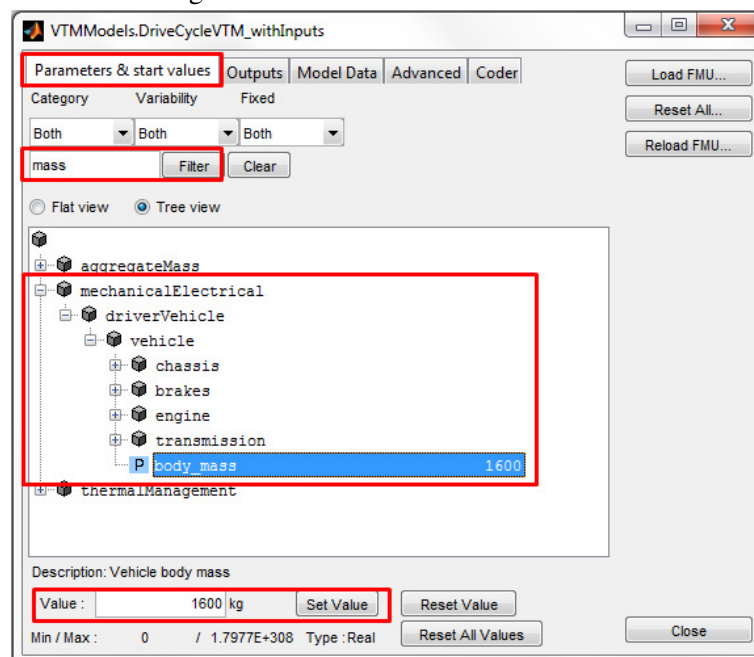 VTMModels.DriveCycleVTM_withInputs
Parameters & start values Outputs Model Data Advanced Coder
Load FMU...
Category Variability Fixed
Reset All...
Both Both Both
Reload FMU...
mass Filter Clear
Flat view Tree view
aggregateMass
mechanicalElectrical
driverVehicle
vehicle
chassis
brakes
engine
transmission
P body_mass 1600
thermalManagement
Description: Vehicle body mass
Value : 1600 kg Set Value Reset Value
Min / Max : 0 / 1.7977E+308 Type :Real Reset All Values Close